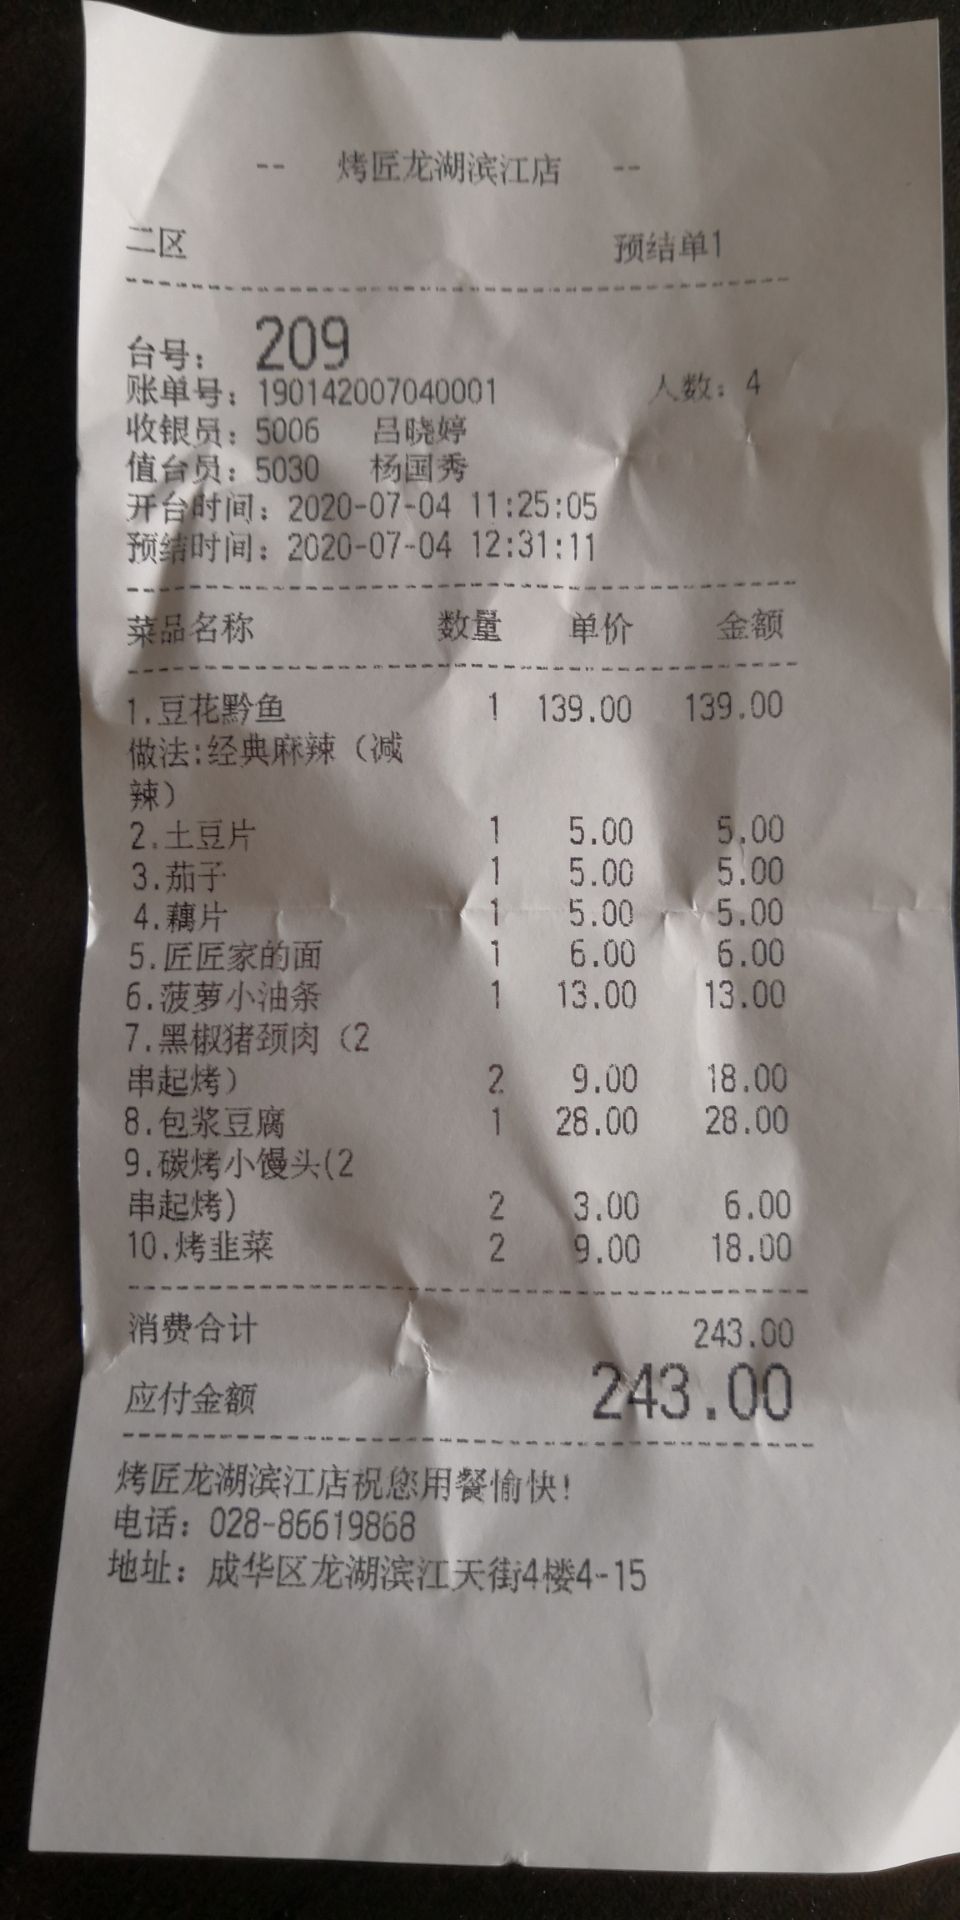 -- 烤匠龙湖滨江店 --
二区 预结单1
台号： 209
账单号：190142007040001 人数：4
收银员：5006 吕晓婷
值台员：5030 杨国秀
开台时间：2020-07-04 11:25:05
预结时间：2020-07-04 12:31:11
菜品名称 数量 单价 金额
1.豆花黔鱼 1 139.00 139.00
做法:经典麻辣（减
辣）
2.土豆片 1 5.00 5.00
3.茄子 1 5.00 5.00
4.藕片 1 5.00 5.00
5.匠匠家的面 1 6.00 6.00
6.菠萝小油条 1 13.00 13.00
7.黑椒猪颈肉（2
串起烤） 2 9.00 18.00
8.包浆豆腐 1 28.00 28.00
9.碳烤小馒头(2
串起烤) 2 3.00 6.00
10.烤韭菜 2 9.00 18.00
消费合计 243.00
应付金额 243.00
烤匠龙湖滨江店祝您用餐愉快!
电话：028-86619868
地址：成华区龙湖滨江天街4楼4-15